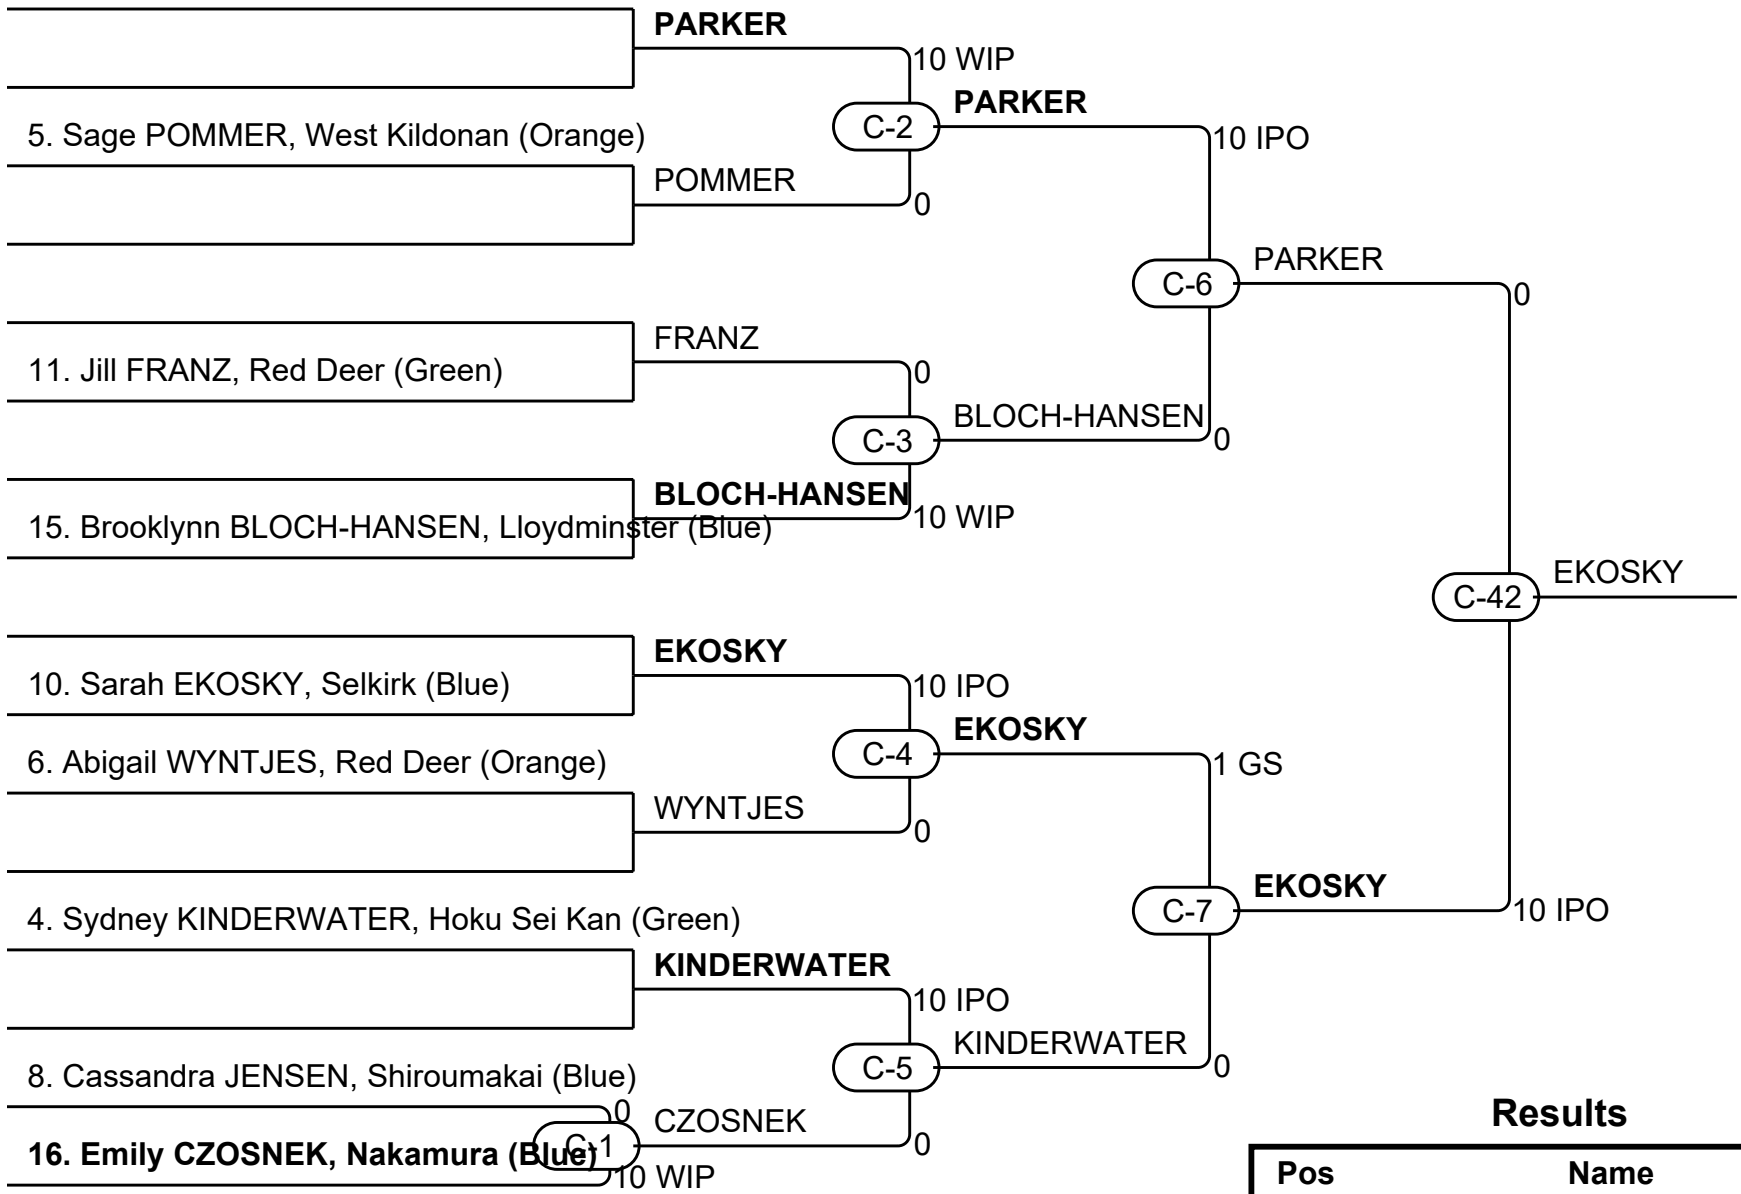 PARKER
10 WIP
PARKER
C-2
10 IPO
5. Sage POMMER, West Kildonan (Orange)
POMMER
0
PARKER
C-6
0
FRANZ
11. Jill FRANZ, Red Deer (Green)
0
BLOCH-HANSEN
C-3
0
BLOCH-HANSEN
10 WIP
15. Brooklynn BLOCH-HANSEN, Lloydminster (Blue)
EKOSKY
C-42
EKOSKY
10. Sarah EKOSKY, Selkirk (Blue)
10 IPO
EKOSKY
C-4
6. Abigail WYNTJES, Red Deer (Orange)
1 GS
WYNTJES
0
EKOSKY
C-7
10 IPO
4. Sydney KINDERWATER, Hoku Sei Kan (Green)
KINDERWATER
10 IPO
KINDERWATER
C-5
0
8. Cassandra JENSEN, Shiroumakai (Blue)
0
CZOSNEK
C-1
0
16. Emily CZOSNEK, Nakamura (Blue)
10 WIP
Results
Pos Name